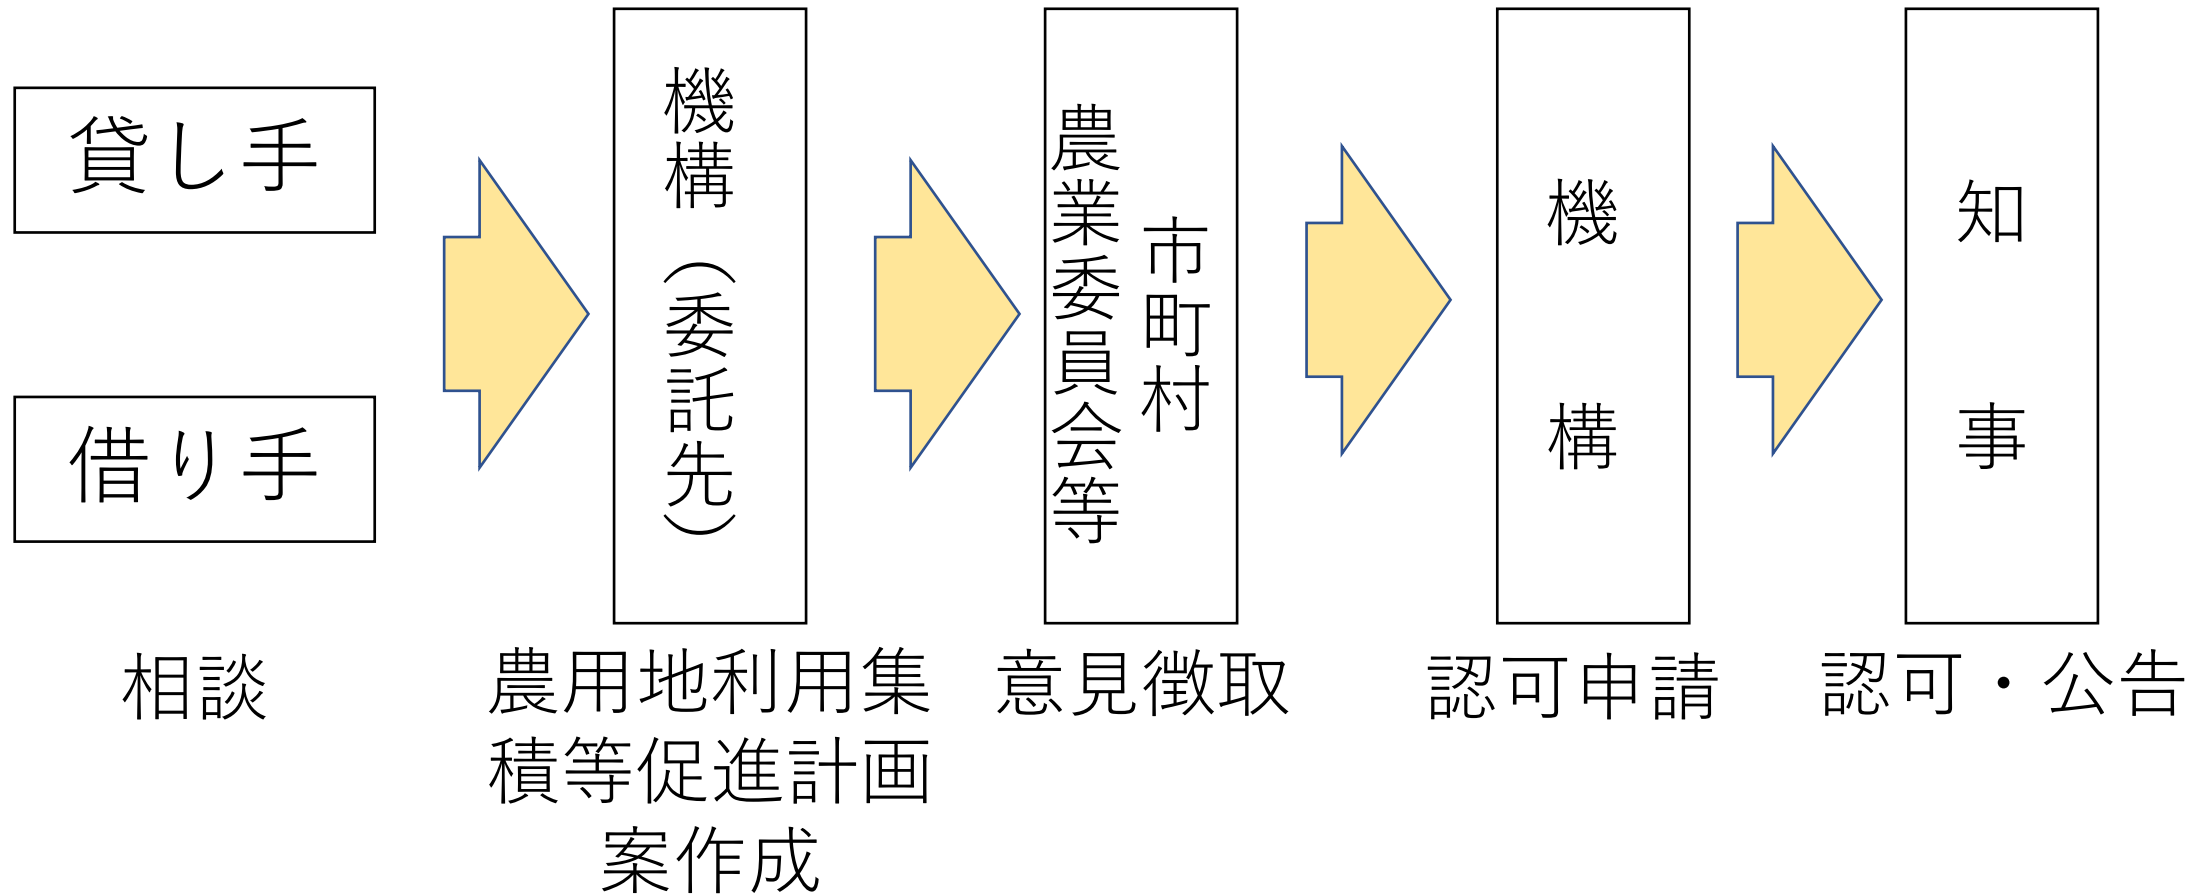 貸し手
借り手
相談
機構（委託先）
農用地利用集
積等促進計画
案作成
市町村
農業委員会等
意見徴取
機構
認可申請
知事
認可・公告